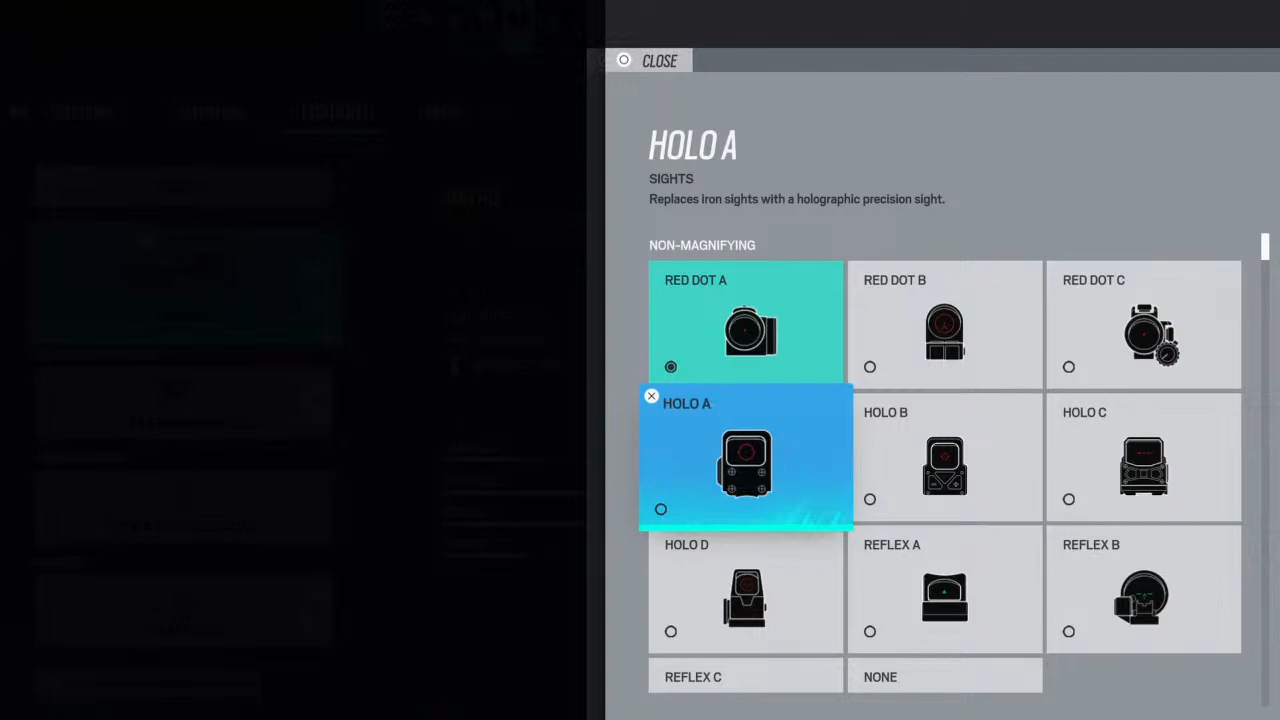 CLOSE
HOLO A
SIGHTS
Replaces iron sights with a holographic precision sight.
NON-MAGNIFYING
RED DOT A
RED DOT B
RED DOT C
HOLO A
HOLO B
HOLO C
HOLO D
REFLEX A
REFLEX B
REFLEX C
NONE